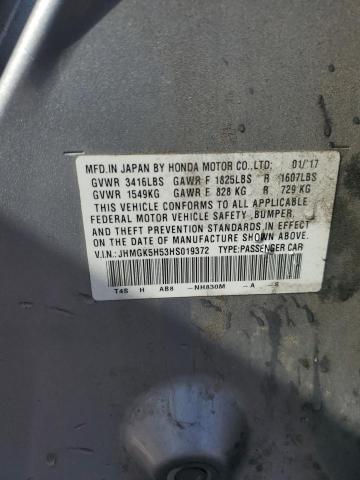 MFD.IN JAPAN BY HONDA MOTOR CO.,LTD; 01/'17
GVWR 3416LBS GAWR F 1825LBS R 1607LBS
GVWR 1549KG GAWR E 828 KG R 729 KG
THIS VEHICLE CONFORMS TO ALL APPLICABLE
FEDERAL MOTOR VEHICLE SAFETY ,BUMPER,
AND THEFT PREVENTION STANDARDS IN EFFECT
ON THE DATE OF MANUFACTURE SHOWN ABOVE.
V.I.N.: JHMGK5H53HS019372 TYPE:PASSENGER CAR
T4S H AB8 -NH830M -A -S